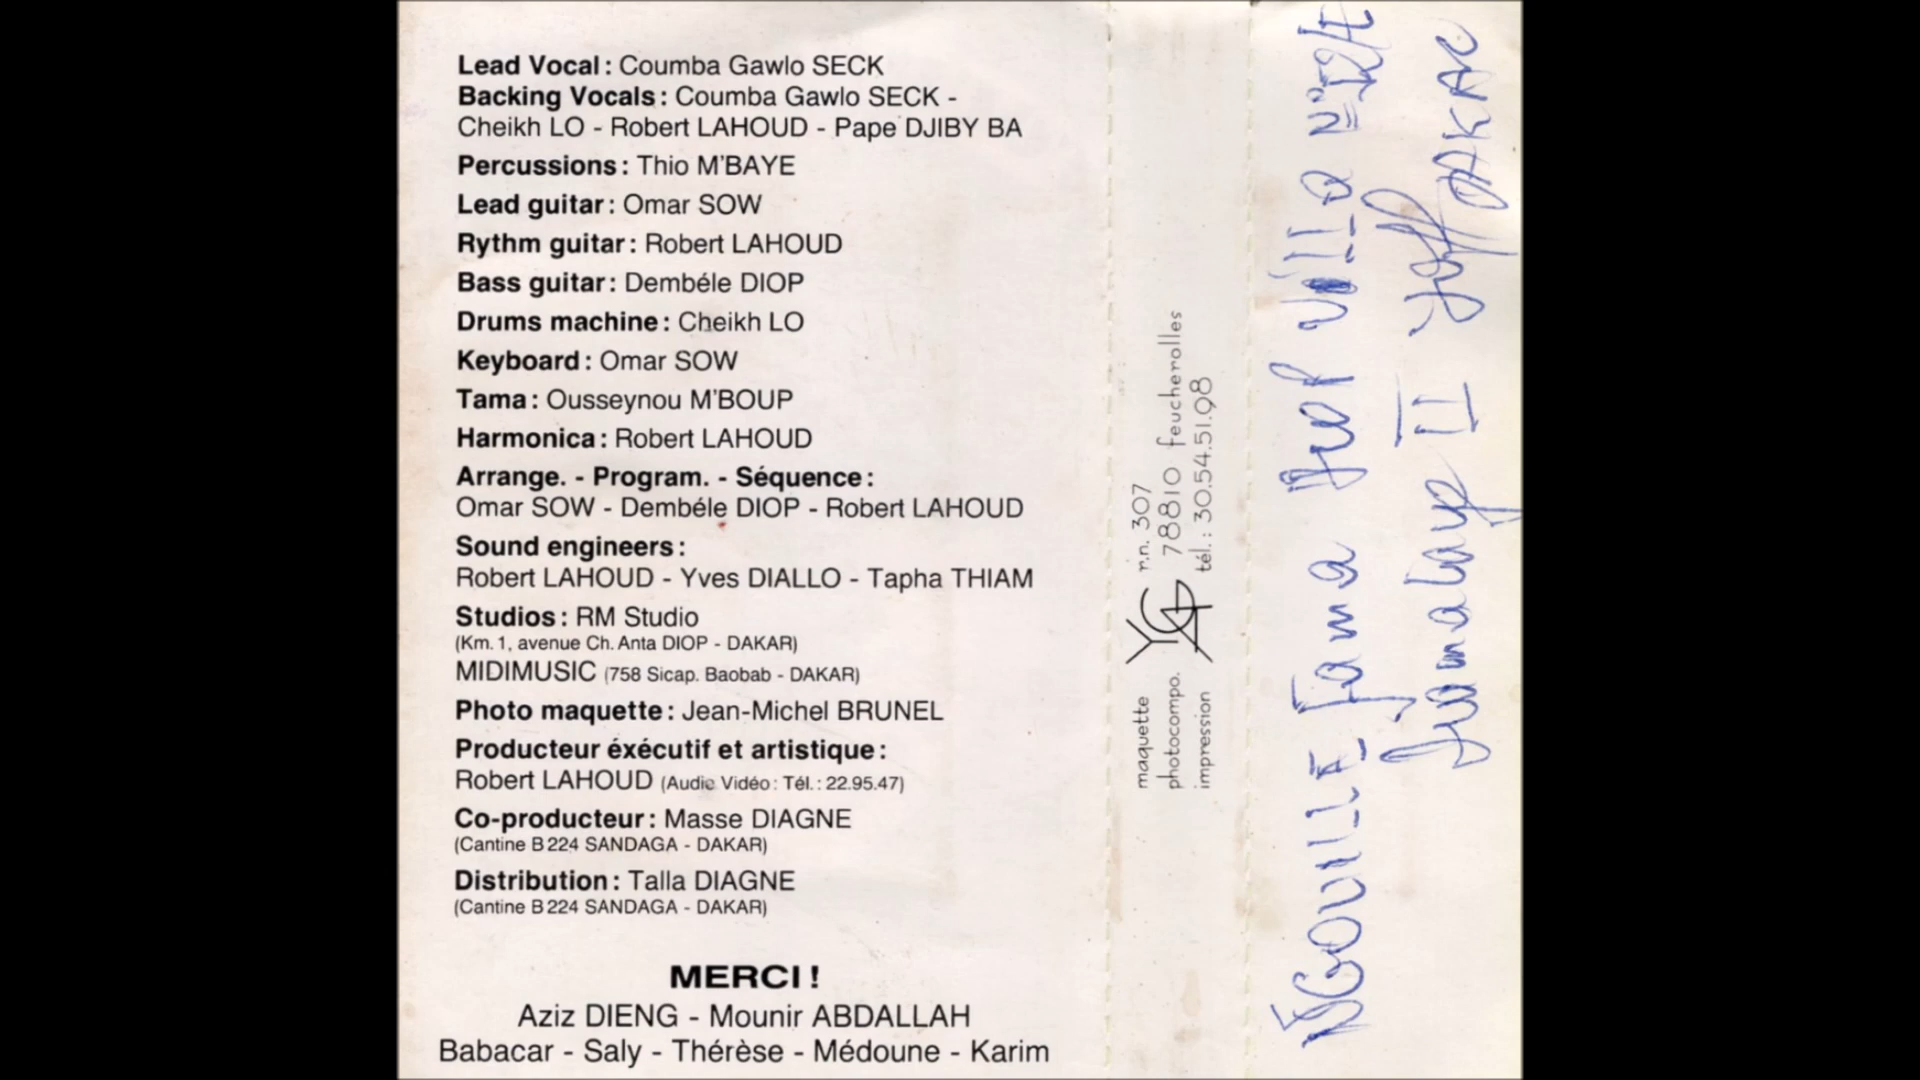 Lead Vocal : Coumba Gawlo SECK
Backing Vocals : Coumba Gawlo SECK -
Cheikh LO - Robert LAHOUD - Pape DJIBY BA
Percussions : Thio M'BAYE
Lead guitar : Omar SOW
Rythm guitar : Robert LAHOUD
Bass guitar : Dembéle DIOP
Drums machine : Cheikh LO
Keyboard : Omar SOW
Tama : Ousseynou M'BOUP
Harmonica : Robert LAHOUD
Arrange. - Program. - Séquence :
Omar SOW - Dembéle DIOP - Robert LAHOUD
Sound engineers :
Robert LAHOUD - Yves DIALLO - Tapha THIAM
Studios : RM Studio
(Km. 1, avenue Ch. Anta DIOP - DAKAR)
MIDIMUSIC (758 Sicap. Baobab - DAKAR)
Photo maquette : Jean-Michel BRUNEL
Producteur éxécutif et artistique :
Robert LAHOUD (Audio Vidéo : Tél. : 22.95.47)
Co-producteur : Masse DIAGNE
(Cantine B 224 SANDAGA - DAKAR)
Distribution : Talla DIAGNE
(Cantine B 224 SANDAGA - DAKAR)
MERCI !
Aziz DIENG - Mounir ABDALLAH
Babacar - Saly - Thérèse - Médoune - Karim
maquette r.n. 307
photocompo. 78810 feucherolles
impression tél. : 30.54.51.98
Fama Villa N°
II Yoff DAKAR